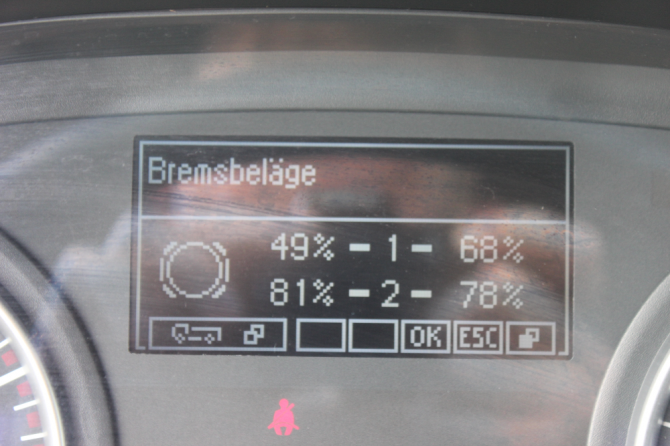 Bremsbeläge
49% - 1 - 68%
81% - 2 - 78%
OK ESC